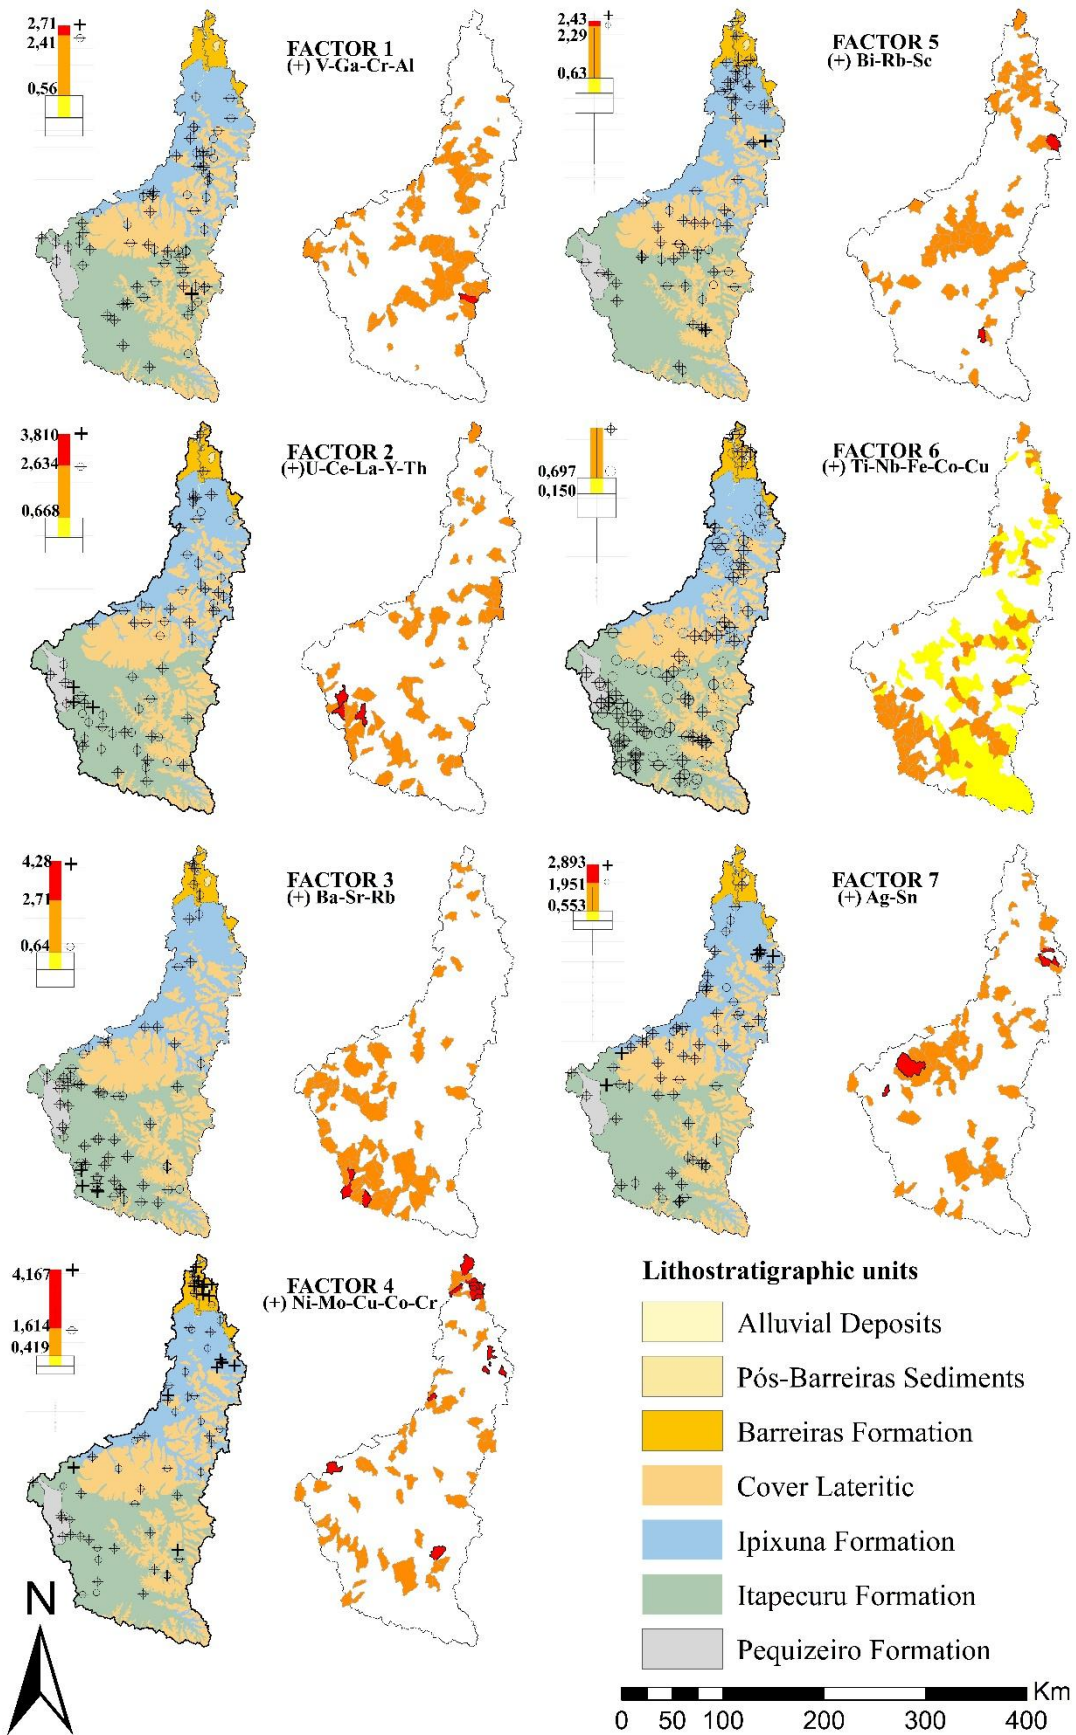 2,71
2,41
0,56
FACTOR 1
(+) V-Ga-Cr-Al
2,43
2,29
0,63
FACTOR 5
(+) Bi-Rb-Sc
3,810
2.634
0,668
FACTOR 2
(+)U-Ce-La-Y-Th
0,697
0,150
FACTOR 6
(+) Ti-Nb-Fe-Co-Cu
4,28
2,71
0,64
FACTOR 3
(+) Ba-Sr-Rb
2,893
1,951
0,553
FACTOR 7
(+) Ag-Sn
4,167
1,614
0,419
FACTOR 4
(+) Ni-Mo-Cu-Co-Cr
Lithostratigraphic units
Alluvial Deposits
Pós-Barreiras Sediments
Barreiras Formation
Cover Lateritic
Ipixuna Formation
Itapecuru Formation
Pequizeiro Formation
N
Km
0 50 100 200 300 400